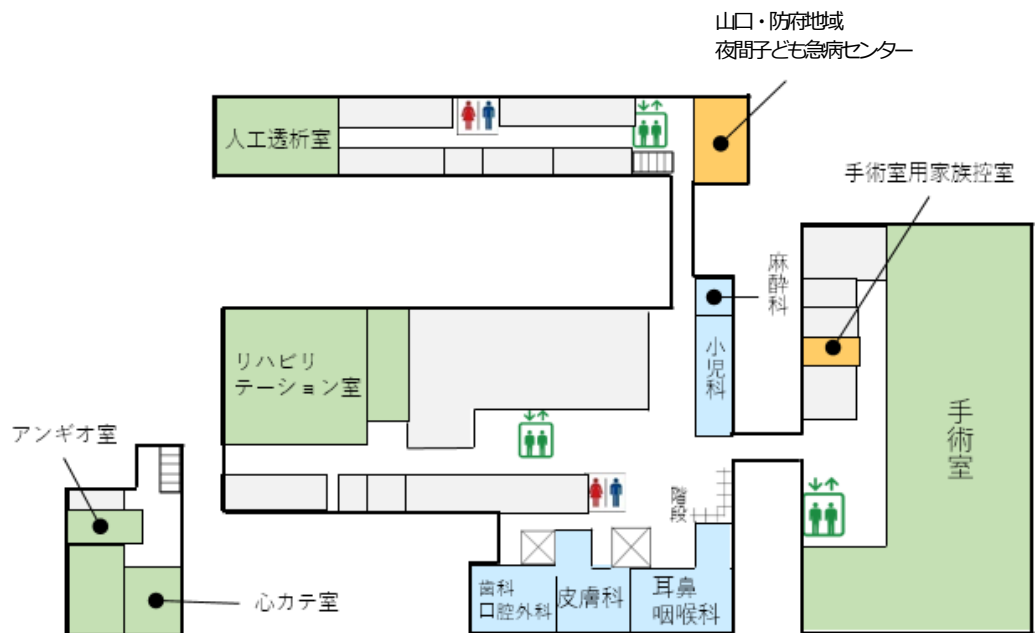 山口・防府地域
夜間子ども急病センター
人工透析室
手術室用家族控室
麻酔科
小児科
リハビリ
テーション室
手術室
アンギオ室
階段
歯科
口腔外科
皮膚科
耳鼻
咽喉科
心カテ室